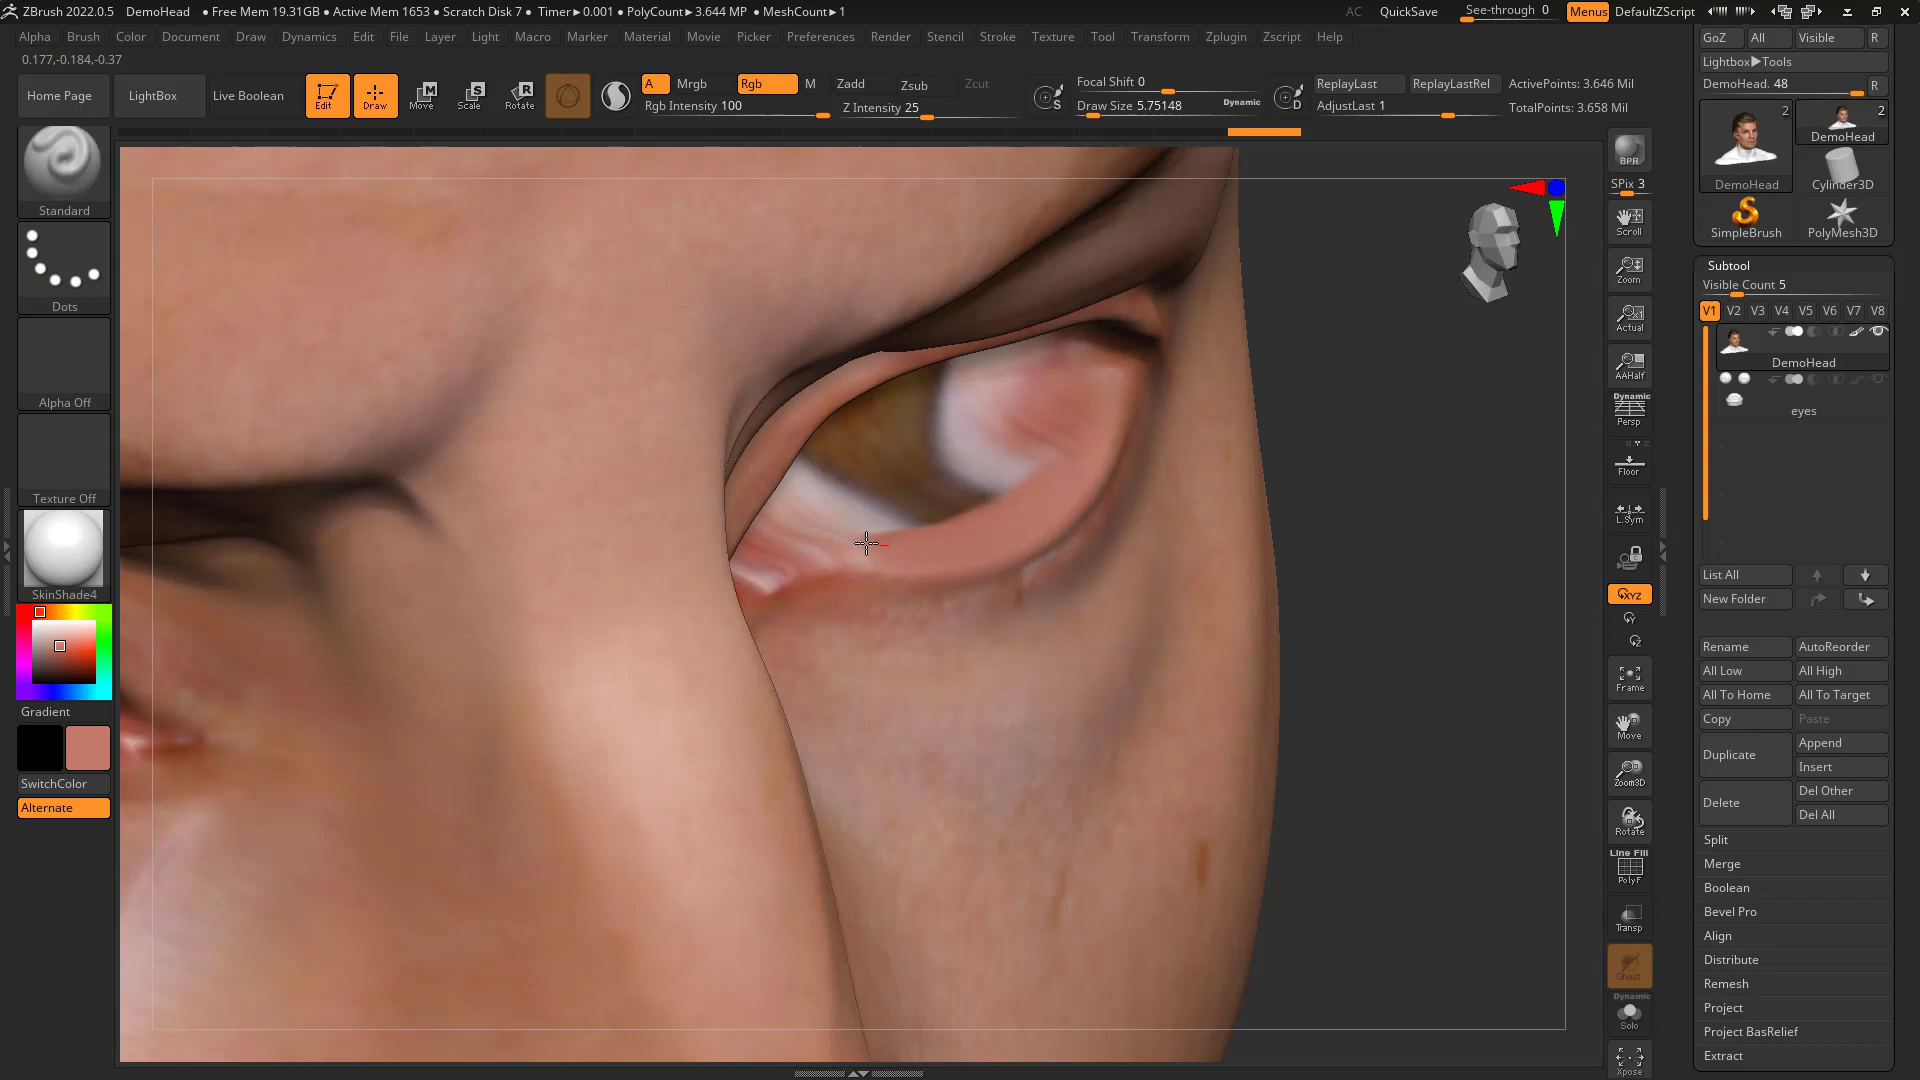 ZBrush 2022.0.5 DemoHead • Free Mem 19.31GB • Active Mem 1653 • Scratch Disk 7 • Timer►0.001 • PolyCount►3.644 MP • MeshCount►1 AC QuickSave See-through 0 Menus DefaultZScript
Alpha Brush Color Document Draw Dynamics Edit File Layer Light Macro Marker Material Movie Picker Preferences Render Stencil Stroke Texture Tool Transform Zplugin Zscript Help
0.177,-0.184,-0.37
Home Page LightBox Live Boolean Edit Draw Move Scale Rotate
M S R
A Mrgb Rgb M Zadd Zsub Zcut
Rgb Intensity 100 Z Intensity 25
S Focal Shift 0
Draw Size 5.75148 Dynamic
D ReplayLast ReplayLastRel ActivePoints: 3.646 Mil
AdjustLast 1 TotalPoints: 3.658 Mil
Standard
Dots
Alpha Off
Texture Off
SkinShade4
Gradient
SwitchColor
Alternate
BPR
SPix 3
Scroll
Zoom
Actual
AAHalf
Dynamic
Persp
Floor
L.Sym
XYZ
Y
Z
Frame
Move
Zoom3D
Rotate
Line Fill
PolyF
Transp
Ghost
Dynamic
Solo
Xpose
GoZ All Visible R
Lightbox►Tools
DemoHead. 48 R
2 2
DemoHead
DemoHead Cylinder3D
SimpleBrush PolyMesh3D
Subtool
Visible Count 5
V1 V2 V3 V4 V5 V6 V7 V8
DemoHead
eyes
List All
New Folder
Rename AutoReorder
All Low All High
All To Home All To Target
Copy Paste
Duplicate Append
Insert
Delete Del Other
Del All
Split
Merge
Boolean
Bevel Pro
Align
Distribute
Remesh
Project
Project BasRelief
Extract